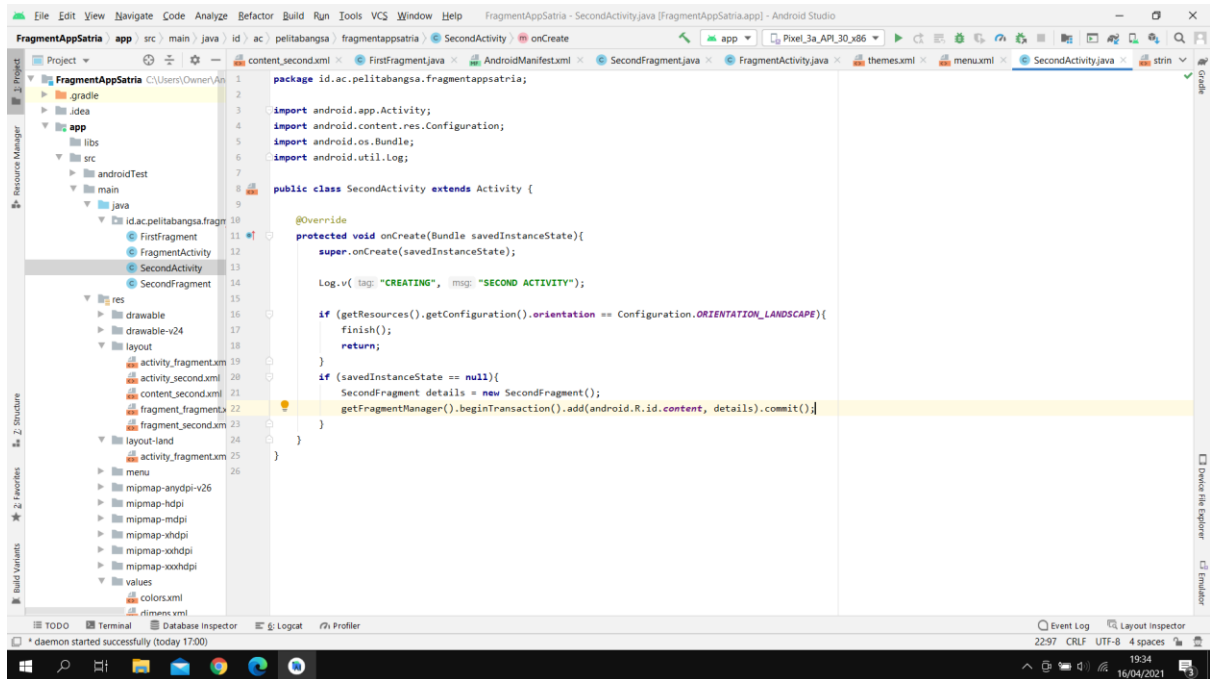 File Edit View Navigate Code Analyze Refactor Build Run Tools VCS Window Help FragmentAppSatria - SecondActivity.java [FragmentAppSatria.app] - Android Studio
FragmentAppSatria app src main java id ac pelitabangsa fragmentappsatria SecondActivity onCreate app Pixel_3a_API_30_x86
Project content_second.xml FirstFragment.java AndroidManifest.xml SecondFragment.java FragmentActivity.java themes.xml menu.xml SecondActivity.java strin
1: Project
Resource Manager
2: Structure
2: Favorites
Build Variants
FragmentAppSatria C:\Users\Owner\An
.gradle
.idea
app
libs
src
androidTest
main
java
id.ac.pelitabangsa.fragm
FirstFragment
FragmentActivity
SecondActivity
SecondFragment
res
drawable
drawable-v24
layout
activity_fragment.xm
activity_second.xml
content_second.xml
fragment_fragment.x
fragment_second.xm
layout-land
activity_fragment.xm
menu
mipmap-anydpi-v26
mipmap-hdpi
mipmap-mdpi
mipmap-xhdpi
mipmap-xxhdpi
mipmap-xxxhdpi
values
colors.xml
dimens.xml
1 package id.ac.pelitabangsa.fragmentappsatria;
2
3 import android.app.Activity;
4 import android.content.res.Configuration;
5 import android.os.Bundle;
6 import android.util.Log;
7
8 public class SecondActivity extends Activity {
9
10 @Override
11 protected void onCreate(Bundle savedInstanceState){
12 super.onCreate(savedInstanceState);
13
14 Log.v( tag: "CREATING", msg: "SECOND ACTIVITY");
15
16 if (getResources().getConfiguration().orientation == Configuration.ORIENTATION_LANDSCAPE){
17 finish();
18 return;
19 }
20 if (savedInstanceState == null){
21 SecondFragment details = new SecondFragment();
22 getFragmentManager().beginTransaction().add(android.R.id.content, details).commit();
23 }
24 }
25 }
26
Gradle
Device File Explorer
Emulator
TODO Terminal Database Inspector 6: Logcat Profiler Event Log Layout Inspector
* daemon started successfully (today 17:00) 22:97 CRLF UTF-8 4 spaces
19:34
16/04/2021
3